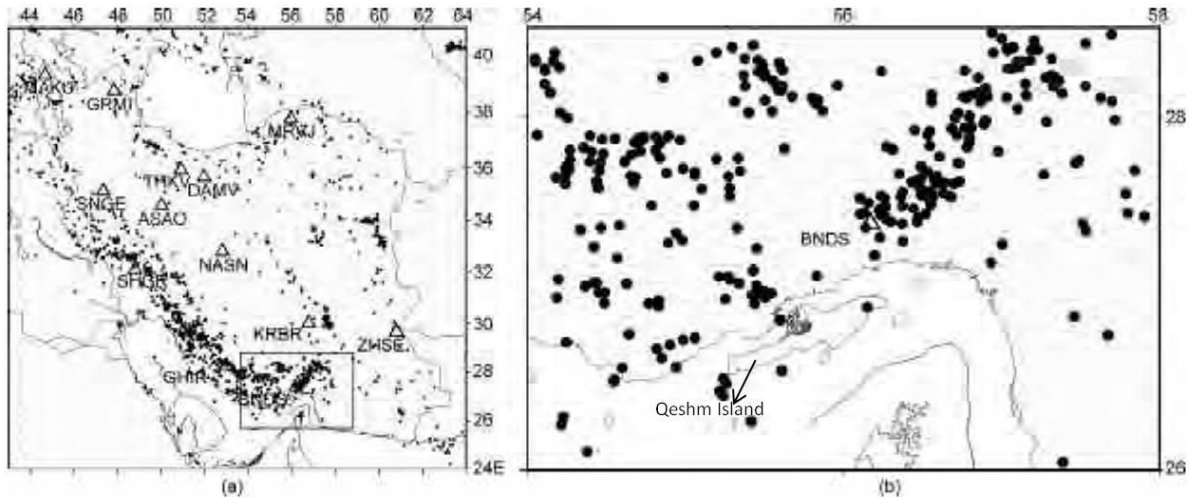 44 46 48 50 52 54 56 58 60 62 64
40
MAKU
GRMI
38
MRVJ
36
THKV
DAMV
SNGE
ASAO
34
NASN
32
SHGR
30
KRBR
28
GHIR
26
24E
(a)
54 56 58
28
BNDS
Qeshm Island
26
(b)